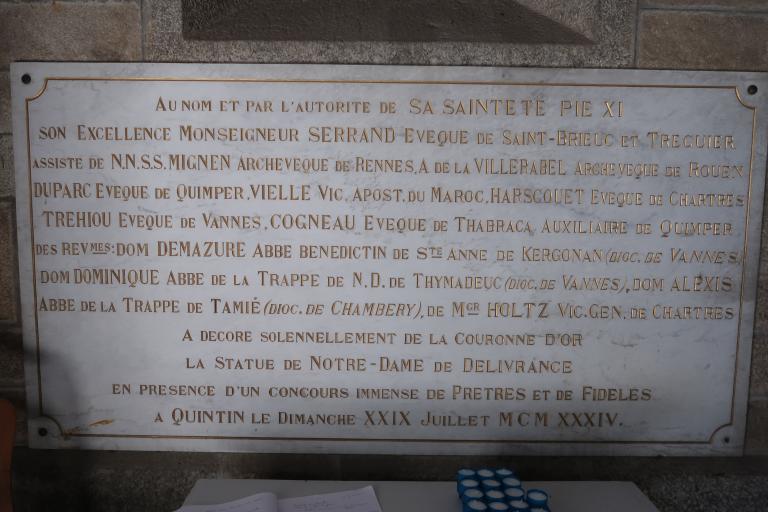 AU NOM ET PAR L'AUTORITE DE SA SAINTETE PIE XI
SON EXCELLENCE MONSEIGNEUR SERRAND EVEQUE DE SAINT-BRIEUC ET TREGUIER
ASSISTE DE N.N.S.S. MIGNEN ARCHEVEQUE DE RENNES, A DE LA VILLERABEL ARCHEVEQUE DE ROUEN
DUPARC EVEQUE DE QUIMPER, VIELLE VIC. APOST. DU MAROC, HARSCOUET EVEQUE DE CHARTRES
TREHIOU EVEQUE DE VANNES, COGNEAU EVEQUE DE THABRACA, AUXILIAIRE DE QUIMPER
DES REVMES: DOM DEMAZURE ABBE BENEDICTIN DE STE ANNE DE KERGONAN (DIOC. DE VANNES)
DOM DOMINIQUE ABBE DE LA TRAPPE DE N.D. DE THYMADEUC (DIOC. DE VANNES), DOM ALEXIS
ABBE DE LA TRAPPE DE TAMIÉ (DIOC. DE CHAMBERY), DE MGR HOLTZ VIC. GEN. DE CHARTRES
A DECORE SOLENNELLEMENT DE LA COURONNE D'OR
LA STATUE DE NOTRE-DAME DE DELIVRANCE
EN PRESENCE D'UN CONCOURS IMMENSE DE PRETRES ET DE FIDELES
A QUINTIN LE DIMANCHE XXIX JUILLET MCM XXXIV.